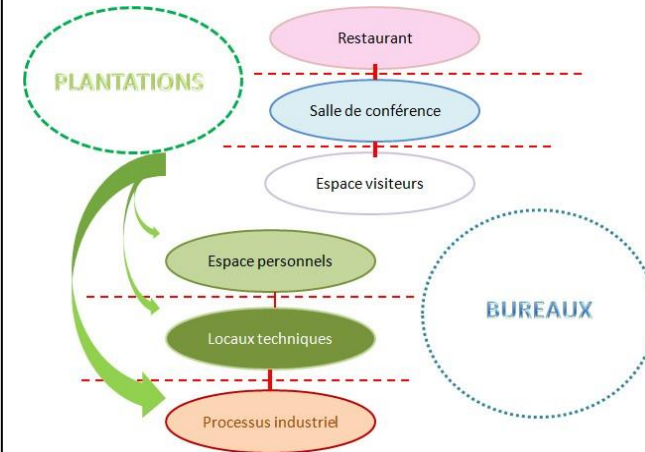 Restaurant
PLANTATIONS
Salle de conférence
Espace visiteurs
Espace personnels
BUREAUX
Locaux techniques
Processus industriel